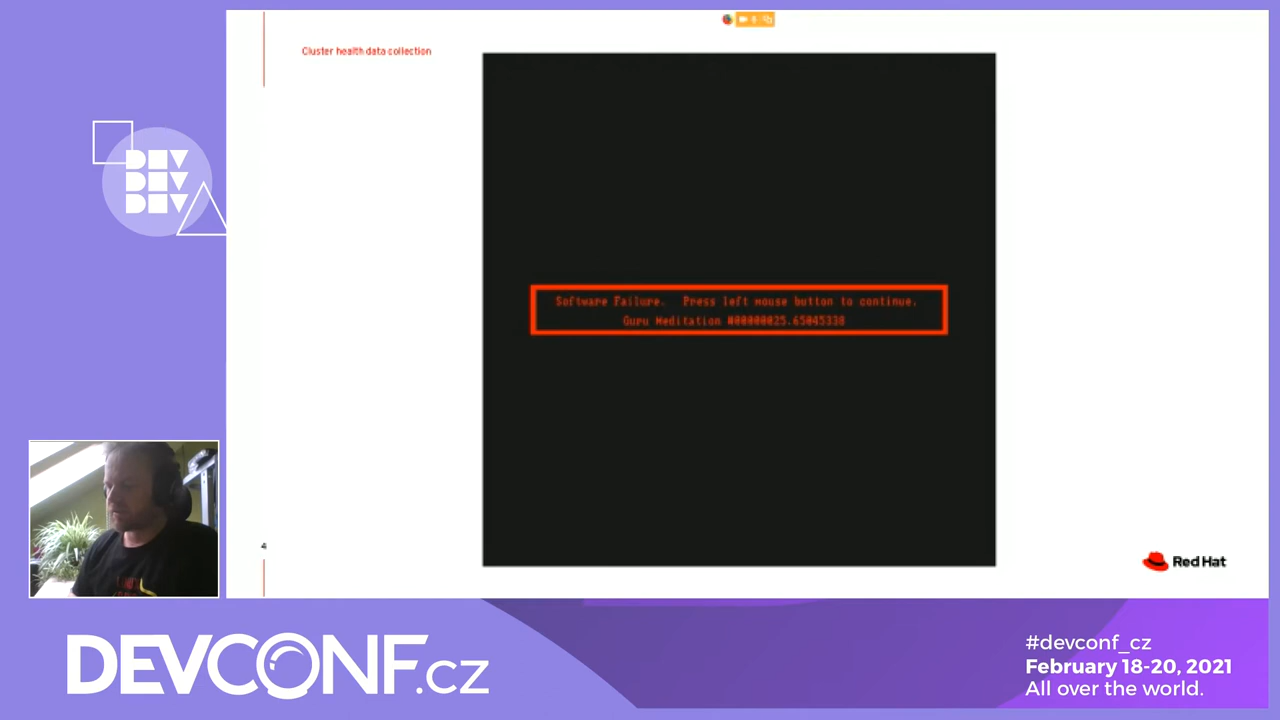 Cluster health data collection
Software Failure. Press left mouse button to continue.
Guru Meditation #00000025.65045338
DEV
DEV
DEV
4
Red Hat
DEVCONF.cz
#devconf_cz
February 18-20, 2021
All over the world.